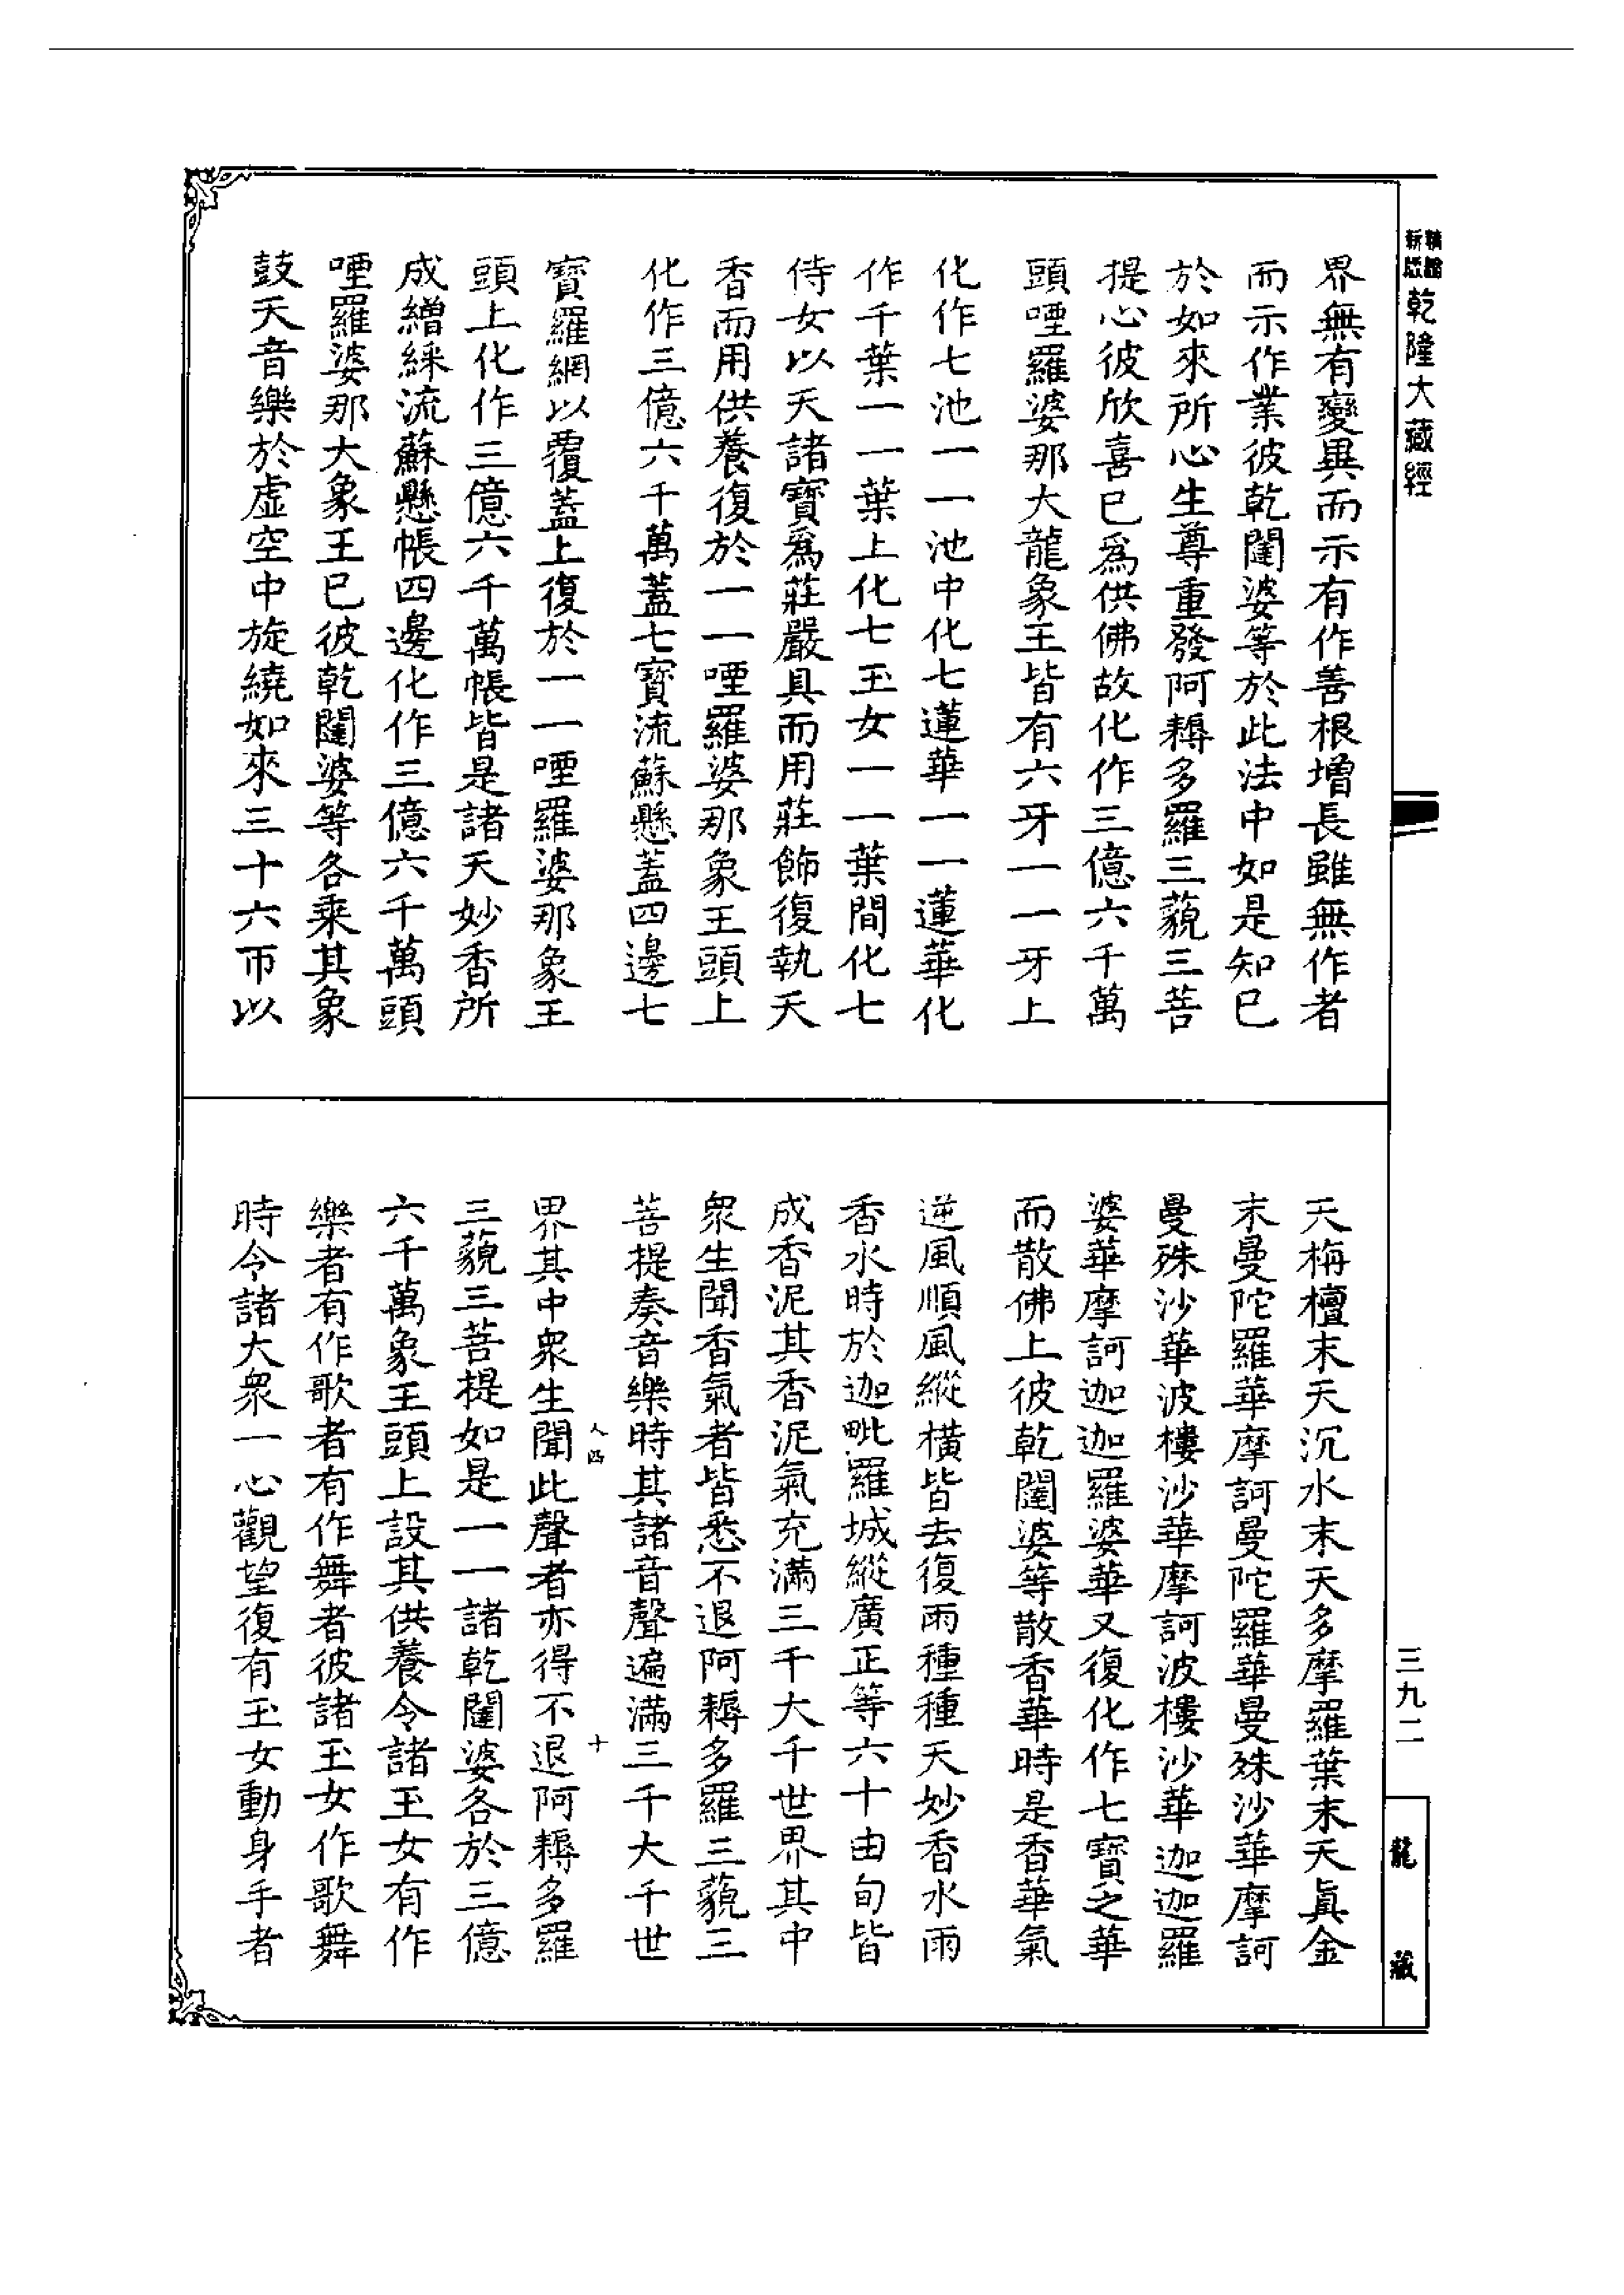 乾隆大藏經
界無有變異而示有作善根增長雖無作者
而示作業彼乾闥婆等於此法中如是知已
於如來所心生尊重發阿耨多羅三藐三菩
提心彼欣喜已爲供佛故化作三億六千萬
頭堙羅婆那大龍象王皆有六牙一一牙上
化作七池一一池中化七蓮華一一蓮華化
作千葉一一葉上化七玉女一一葉間化七
侍女以天諸寶爲莊嚴具而用莊飾復執天
香而用供養復於一一堙羅婆那象王頭上
化作三億六千萬蓋七寶流蘇懸蓋四邊七
寶羅網以覆蓋上復於一一堙羅婆那象王
頭上化作三億六千萬帳皆是諸天妙香所
成繒綵流蘇懸帳四邊化作三億六千萬頭
堙羅婆那大象王已彼乾闥婆等各乘其象
鼓天音樂於虛空中旋繞如來三十六帀以
天栴檀末天沉水末天多摩羅葉末天眞金
末曼陀羅華摩訶曼陀羅華曼殊沙華摩訶
曼殊沙華波樓沙華摩訶波樓沙華迦迦羅
婆華摩訶迦迦羅婆華又復化作七寶之華
而散佛上彼乾闥婆等散香華時是香華氣
逆風順風縱橫皆去復雨種種天妙香水雨
香水時於迦毗羅城縱廣正等六十由旬皆
成香泥其香泥氣充滿三千大千世界其中
衆生聞香氣者皆悉不退阿耨多羅三藐三
菩提奏音樂時其諸音聲遍滿三千大千世
界其中衆生聞此聲者亦得不退阿耨多羅
三藐三菩提如是一一諸乾闥婆各於三億
六千萬象王頭上設其供養令諸玉女有作
樂者有作歌者有作舞者彼諸玉女作歌舞
時令諸大衆一心觀望復有玉女動身手者
三九二
龍藏